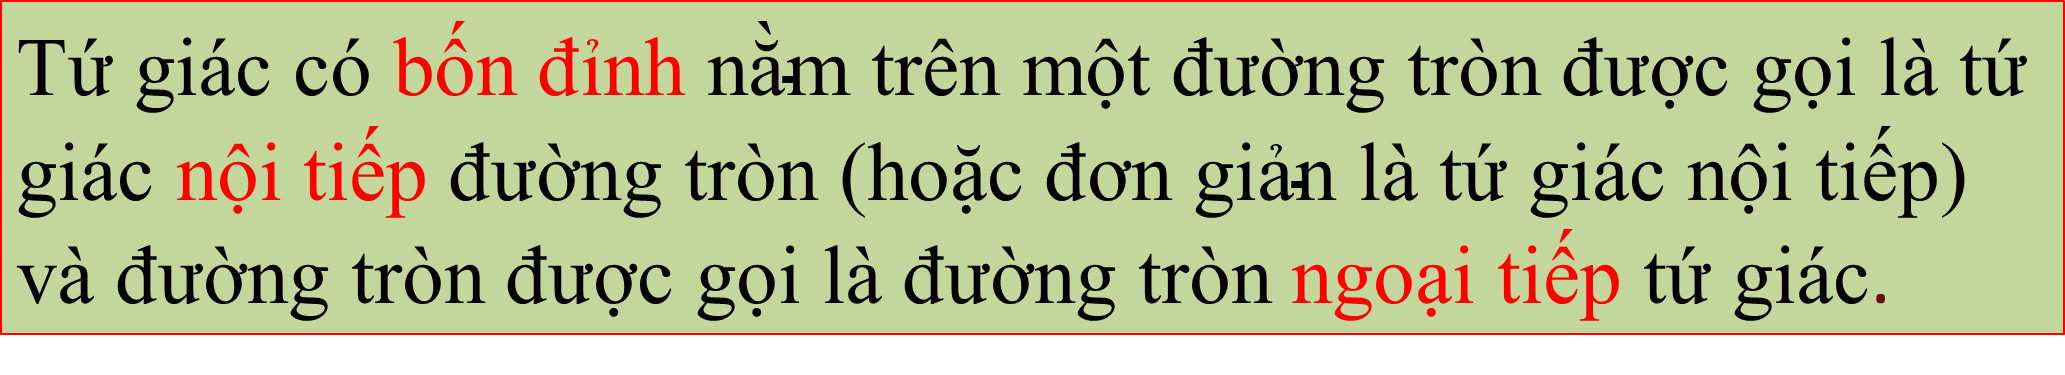 Tứ giác có bốn đỉnh nằm trên một đường tròn được gọi là tứ
giác nội tiếp đường tròn (hoặc đơn giản là tứ giác nội tiếp)
và đường tròn được gọi là đường tròn ngoại tiếp tứ giác.